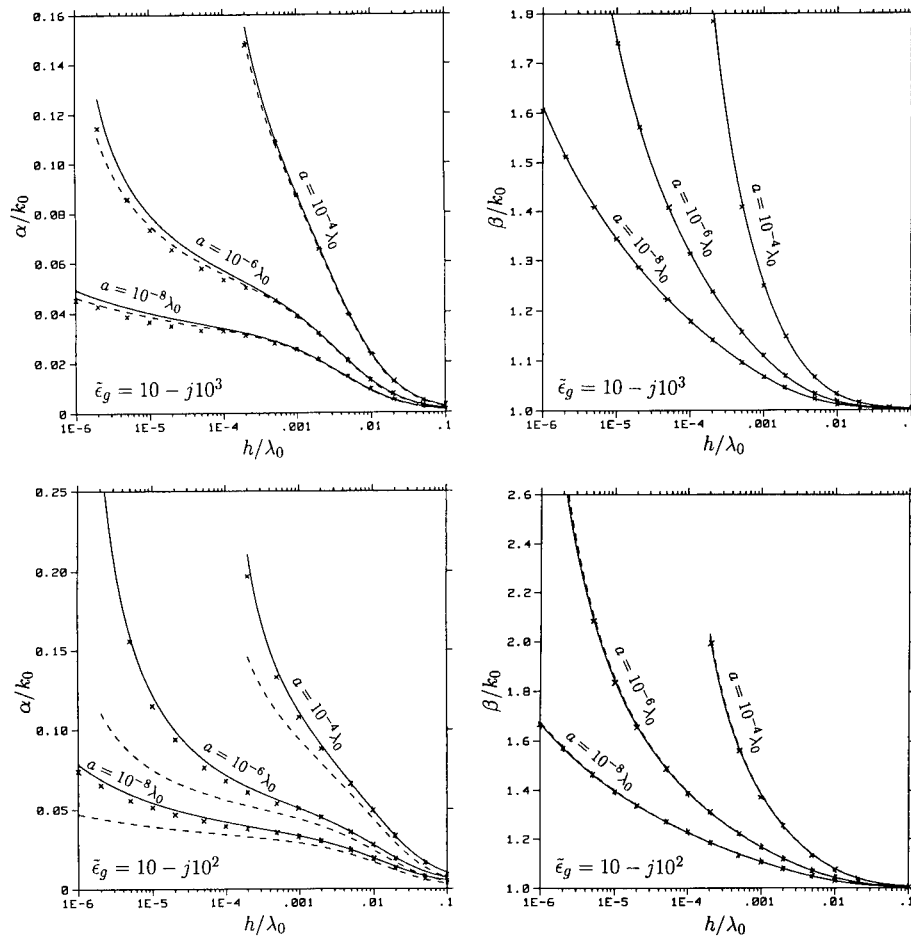 0.16
0.14
0.12
0.10
0.08
0.06
0.04
0.02
0
α/k₀
a = 10⁻⁴λ₀
a = 10⁻⁶λ₀
a = 10⁻⁸λ₀
ε̃g = 10 − j10³
1E-6 1E-5 1E-4 .001 .01 .1
h/λ₀
1.8
1.7
1.6
1.5
1.4
1.3
1.2
1.1
1.0
β/k₀
a = 10⁻⁴λ₀
a = 10⁻⁶λ₀
a = 10⁻⁸λ₀
ε̃g = 10 − j10³
1E-6 1E-5 1E-4 .001 .01 .1
h/λ₀
0.25
0.20
0.15
0.10
0.05
0
α/k₀
a = 10⁻⁴λ₀
a = 10⁻⁶λ₀
a = 10⁻⁸λ₀
ε̃g = 10 − j10²
1E-6 1E-5 1E-4 .001 .01 .1
h/λ₀
2.6
2.4
2.2
2.0
1.8
1.6
1.4
1.2
1.0
β/k₀
a = 10⁻⁴λ₀
a = 10⁻⁶λ₀
a = 10⁻⁸λ₀
ε̃g = 10 − j10²
1E-6 1E-5 1E-4 .001 .01 .1
h/λ₀